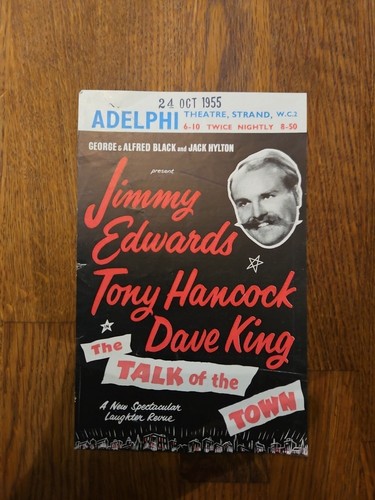 24 OCT 1955
ADELPHI THEATRE, STRAND, W.C.2
6-10 TWICE NIGHTLY 8-50
GEORGE & ALFRED BLACK and JACK HYLTON
present
Jimmy
Edwards
Tony Hancock
Dave King
The
TALK of the
TOWN
A New Spectacular
Laughter Revue